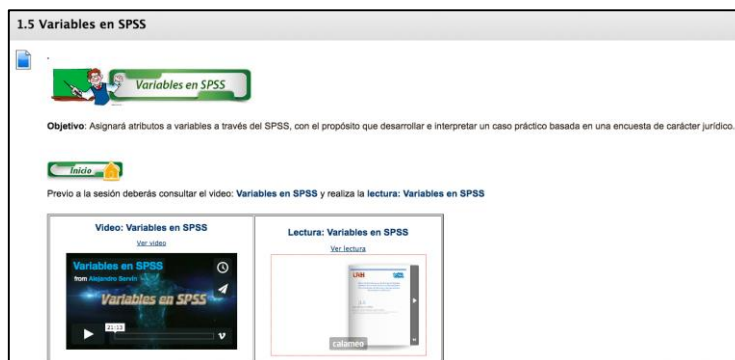 1.5 Variables en SPSS
Variables en SPSS
Objetivo: Asignará atributos a variables a través del SPSS, con el propósito que desarrollar e interpretar un caso práctico basada en una encuesta de carácter jurídico.
Inicio
Previo a la sesión deberás consultar el video: Variables en SPSS y realiza la lectura: Variables en SPSS
Video: Variables en SPSS
Ver video
Variables en SPSS
from Alejandro Servín
Variables en SPSS
21:13
Lectura: Variables en SPSS
Ver lectura
calaméo